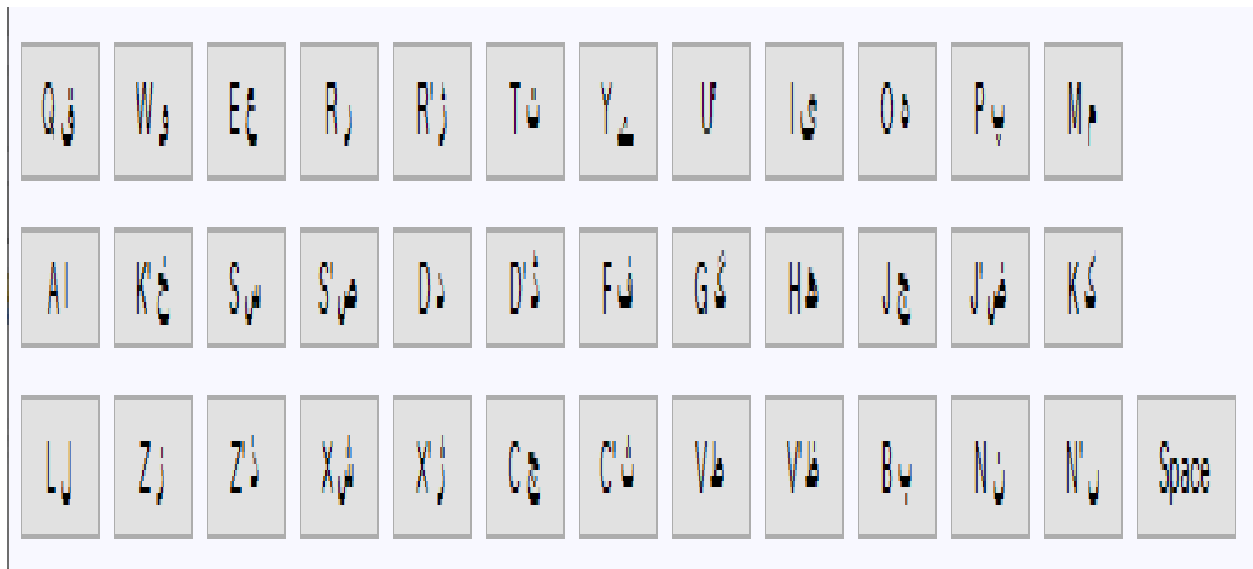 Q ق W و E ع R ر R' ڑ T ت Y ے U I ی O ہ P پ M م
A ا K' خ S س S' ص D د D' ڈ F ف G گ H ھ J ج J' ض K ک
L ل Z ز Z' ذ X ش X' ژ C چ C' ث V ط V' ظ B ب N ن N' ں Space